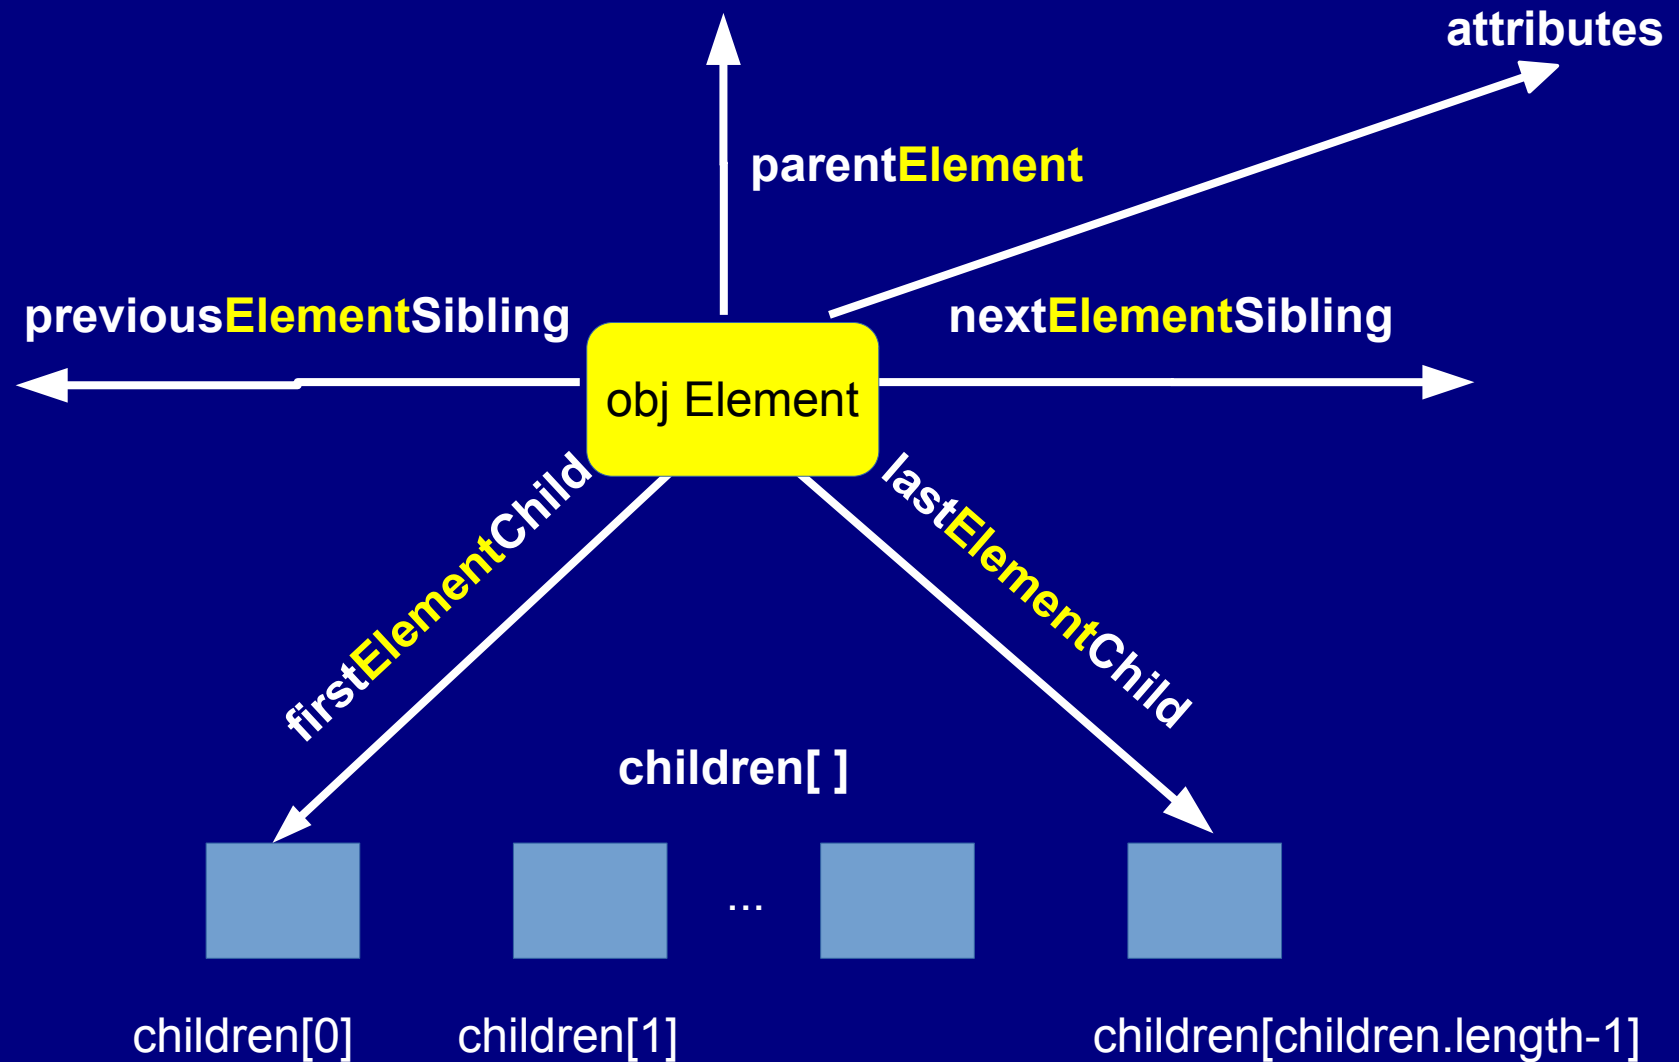 attributes
parentElement
previousElementSibling
nextElementSibling
obj Element
firstElementChild
lastElementChild
children[ ]
...
children[0]
children[1]
children[children.length-1]